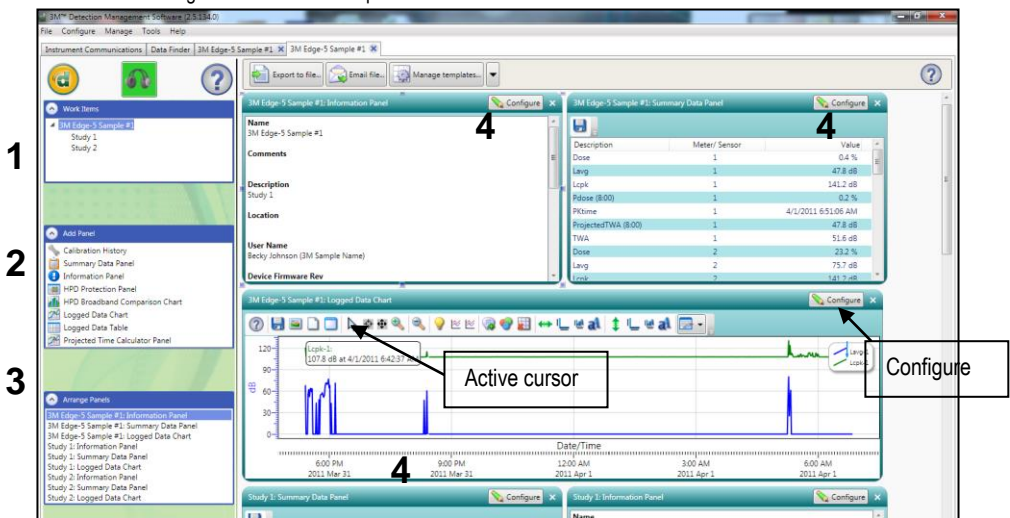 3M™ Detection Management Software (2.5.134.0)
File Configure Manage Tools Help
Instrument Communications Data Finder 3M Edge-5 Sample #1 3M Edge-5 Sample #1
Export to file... Email file... Manage templates...
1
Work Items
3M Edge-5 Sample #1
Study 1
Study 2
2
Add Panel
Calibration History
Summary Data Panel
Information Panel
HPD Protection Panel
HPD Broadband Comparison Chart
Logged Data Chart
Logged Data Table
Projected Time Calculator Panel
3
Arrange Panels
3M Edge-5 Sample #1: Information Panel
3M Edge-5 Sample #1: Summary Data Panel
3M Edge-5 Sample #1: Logged Data Chart
Study 1: Information Panel
Study 1: Summary Data Panel
Study 1: Logged Data Chart
Study 2: Information Panel
Study 2: Summary Data Panel
Study 2: Logged Data Chart
3M Edge-5 Sample #1: Information Panel Configure
4
Name
3M Edge-5 Sample #1
Comments
Description
Study 1
Location
User Name
Becky Johnson (3M Sample Name)
Device Firmware Rev
3M Edge-5 Sample #1: Summary Data Panel Configure
4
Description Meter/ Sensor Value
Dose 1 0.4 %
Lavg 1 47.8 dB
Lcpk 1 141.2 dB
Pdose (8:00) 1 0.2 %
PKtime 1 4/1/2011 6:51:06 AM
ProjectedTWA (8:00) 1 47.8 dB
TWA 1 51.6 dB
Dose 2 23.2 %
Lavg 2 75.7 dB
Lcpk 2 141.2 dB
3M Edge-5 Sample #1: Logged Data Chart Configure
Lcpk-1:
107.8 dB at 4/1/2011 6:42:37 AM
Lavg-1
Lcpk-1
120
90
60
30
0
dB
Active cursor
Configure
Date/Time
6:00 PM 9:00 PM 12:00 AM 3:00 AM 6:00 AM
2011 Mar 31 2011 Mar 31 2011 Apr 1 2011 Apr 1 2011 Apr 1
4
Study 1: Summary Data Panel Configure
Study 1: Information Panel Configure
Name